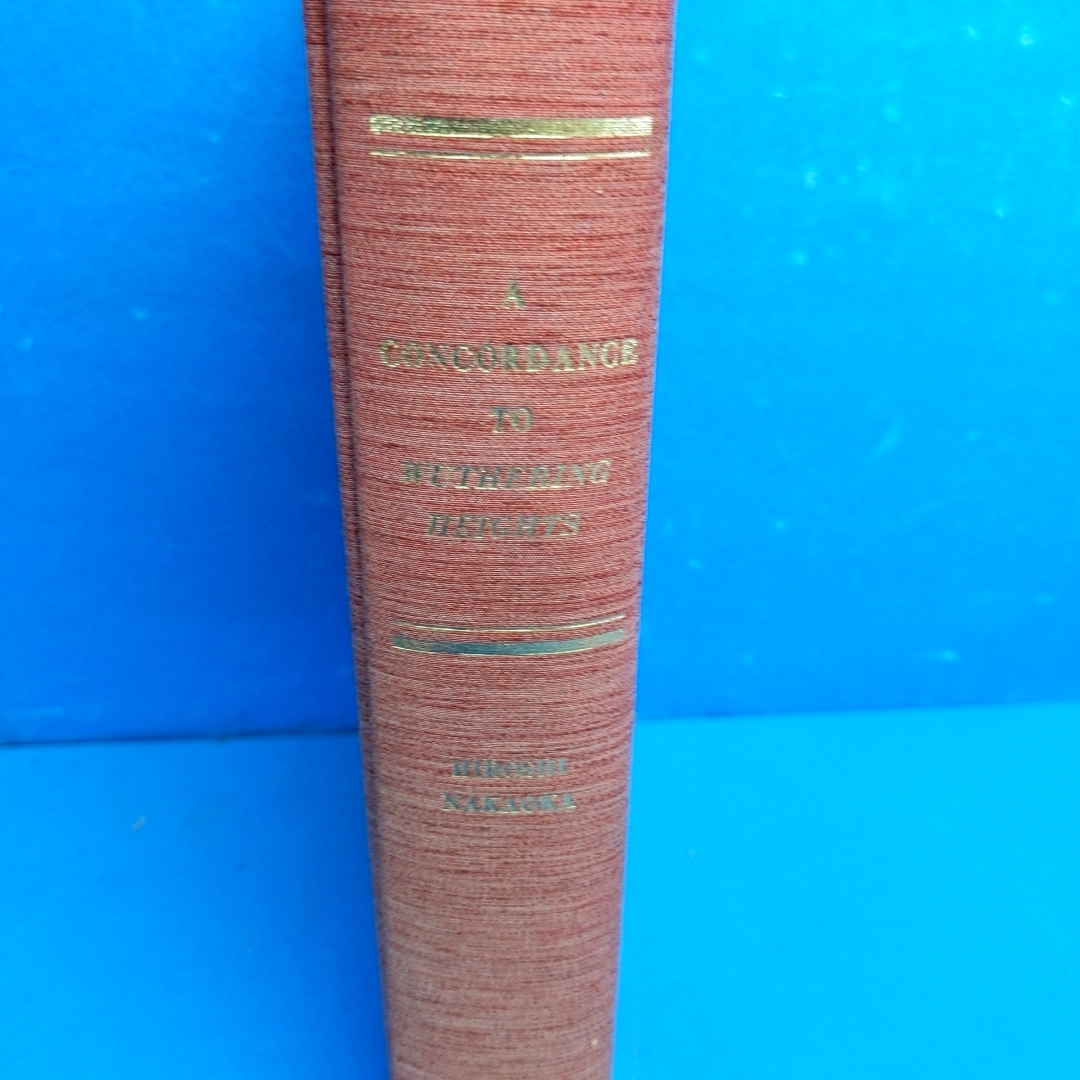 A
CONCORDANCE
TO
WUTHERING
HEIGHTS
HIROSHI
NAKAOKA